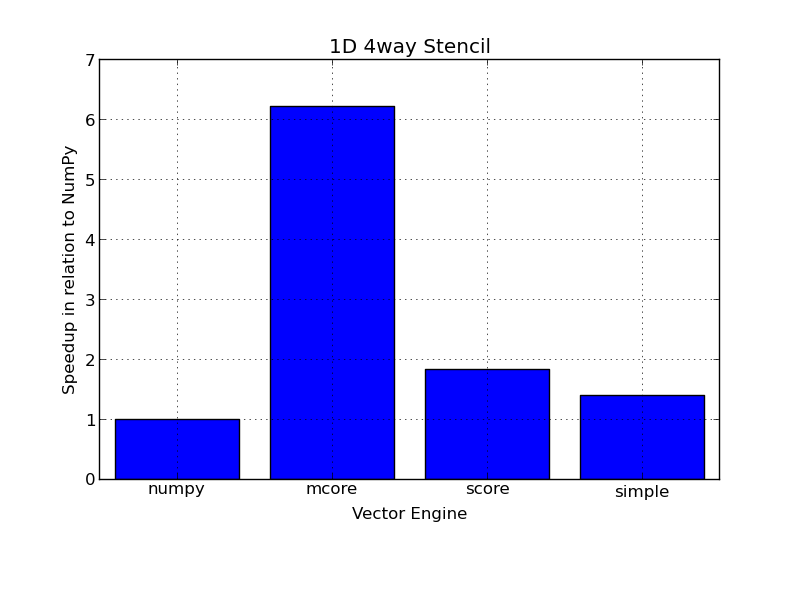 1D 4way Stencil
7
6
5
4
3
2
1
0
Speedup in relation to NumPy
numpy mcore score simple
Vector Engine